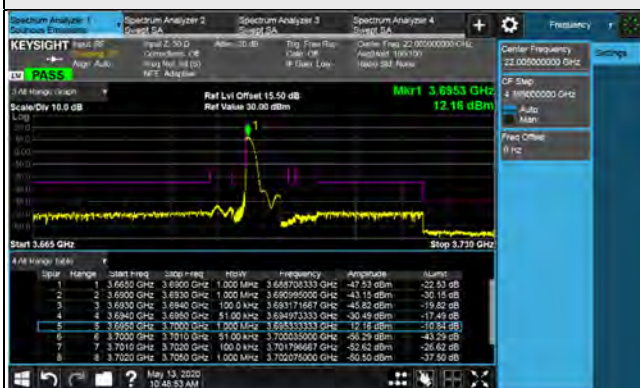 Spectrum Analyzer 1
Spurious Emissions
Spectrum Analyzer 2
Swept SA
Spectrum Analyzer 3
Swept SA
Spectrum Analyzer 4
Swept SA
Frequency
KEYSIGHT
Input: RF
Align: Auto
Input Z: 50 Ω
Corrections: Off
Freq Ref: Int (S)
NFE: Adaptive
Atten: 30 dB
Trig: Free Run
Gate: Off
IF Gain: Low
Center Freq: 22.005000000 GHz
Avg|Hold: 100/100
Radio Std: None
LM PASS
Center Frequency
22.005000000 GHz
Settings
CF Step
Auto
Man
Freq Offset
0 Hz
3 All Range Graph
Scale/Div 10.0 dB
Ref Lvl Offset 15.50 dB
Ref Value 30.00 dBm
Mkr1 3.6953 GHz
12.16 dBm
Log
1
Start 3.665 GHz
Stop 3.730 GHz
4 All Range Table
Spur Range Start Freq Stop Freq RBW Frequency Amplitude ΔLimit
1 1 3.6650 GHz 3.6900 GHz 1.000 MHz 3.688708333 GHz -47.53 dBm -22.53 dB
2 2 3.6900 GHz 3.6930 GHz 1.000 MHz 3.690995000 GHz -43.15 dBm -30.15 dB
3 3 3.6930 GHz 3.6940 GHz 100.0 kHz 3.693171667 GHz -45.82 dBm -19.82 dB
4 4 3.6940 GHz 3.6950 GHz 51.00 kHz 3.694973333 GHz -30.49 dBm -17.49 dB
5 5 3.6950 GHz 3.7000 GHz 1.000 MHz 3.695333333 GHz 12.16 dBm -10.84 dB
6 6 3.7000 GHz 3.7010 GHz 51.00 kHz 3.700035000 GHz -56.29 dBm -43.29 dB
7 7 3.7010 GHz 3.7020 GHz 100.0 kHz 3.701796667 GHz -52.62 dBm -26.62 dB
8 8 3.7020 GHz 3.7050 GHz 1.000 MHz 3.702075000 GHz -50.50 dBm -37.50 dB
May 13, 2020
10:48:53 AM